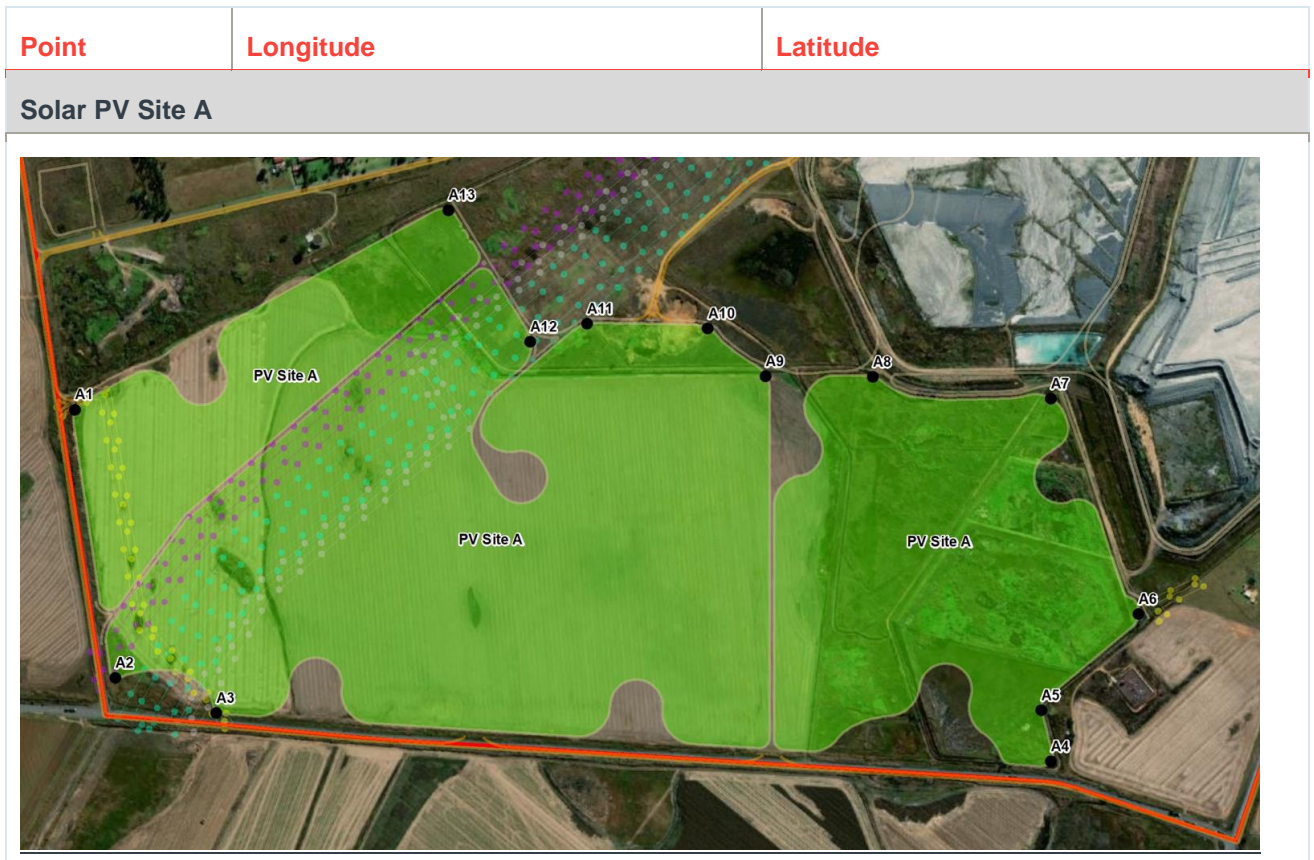 Point Longitude Latitude
Solar PV Site A
A13
A12
A11
A10
A9
A8
A7
PV Site A
A1
PV Site A
PV Site A
A6
A2
A3
A5
A4